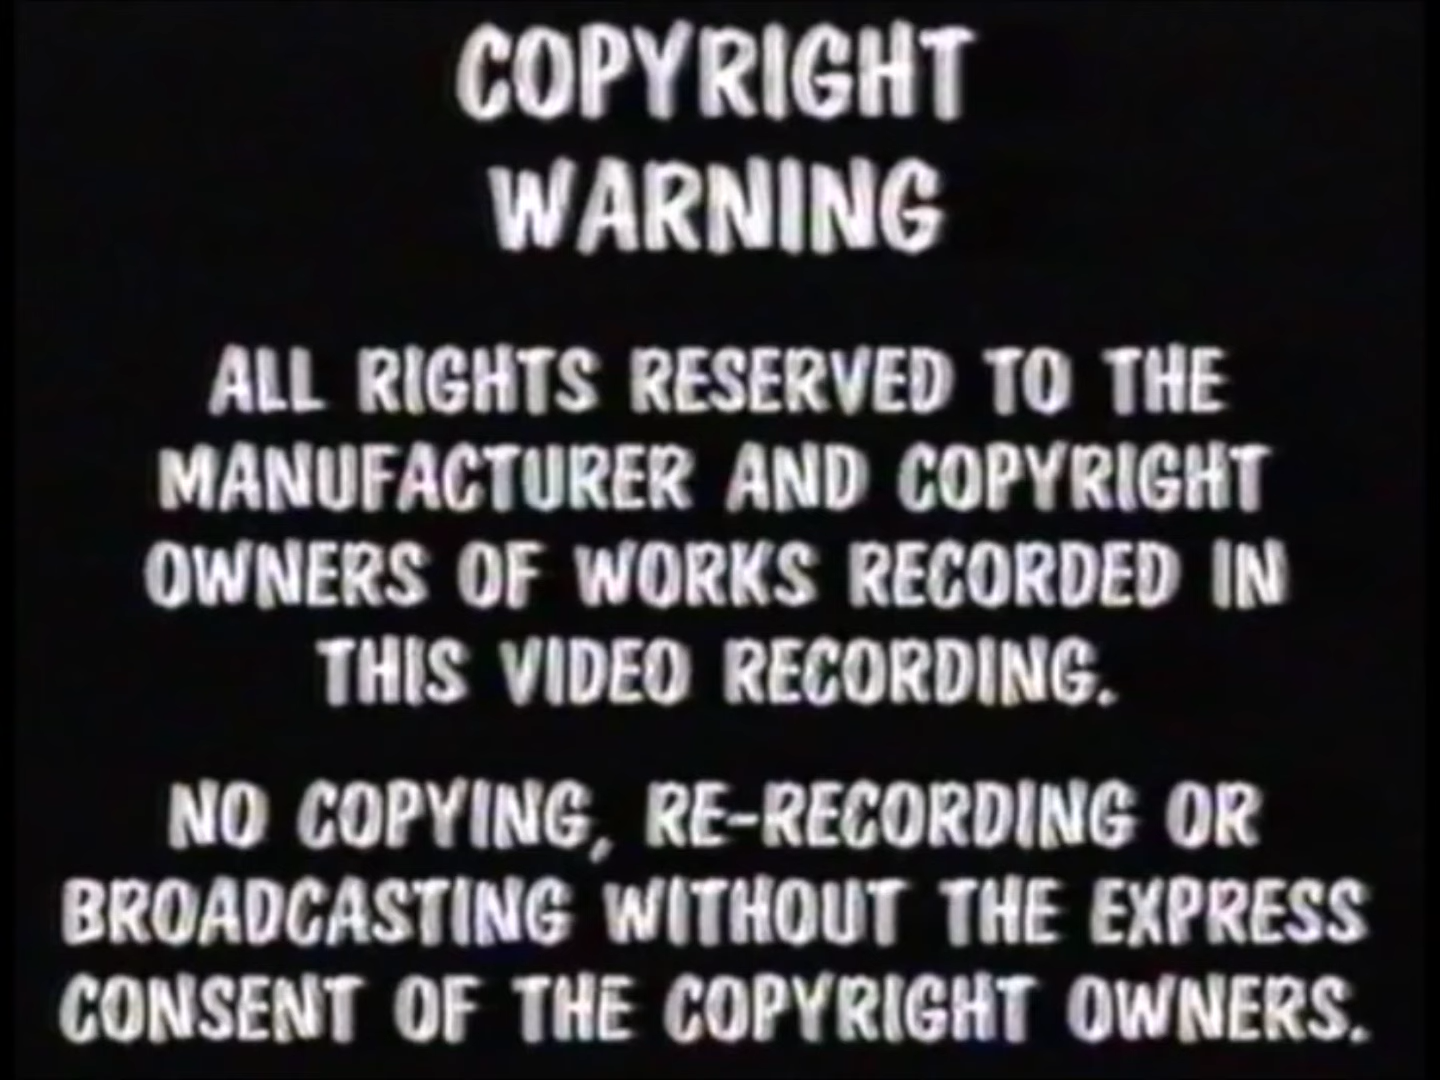 COPYRIGHT
WARNING
ALL RIGHTS RESERVED TO THE
MANUFACTURER AND COPYRIGHT
OWNERS OF WORKS RECORDED IN
THIS VIDEO RECORDING.
NO COPYING, RE-RECORDING OR
BROADCASTING WITHOUT THE EXPRESS
CONSENT OF THE COPYRIGHT OWNERS.